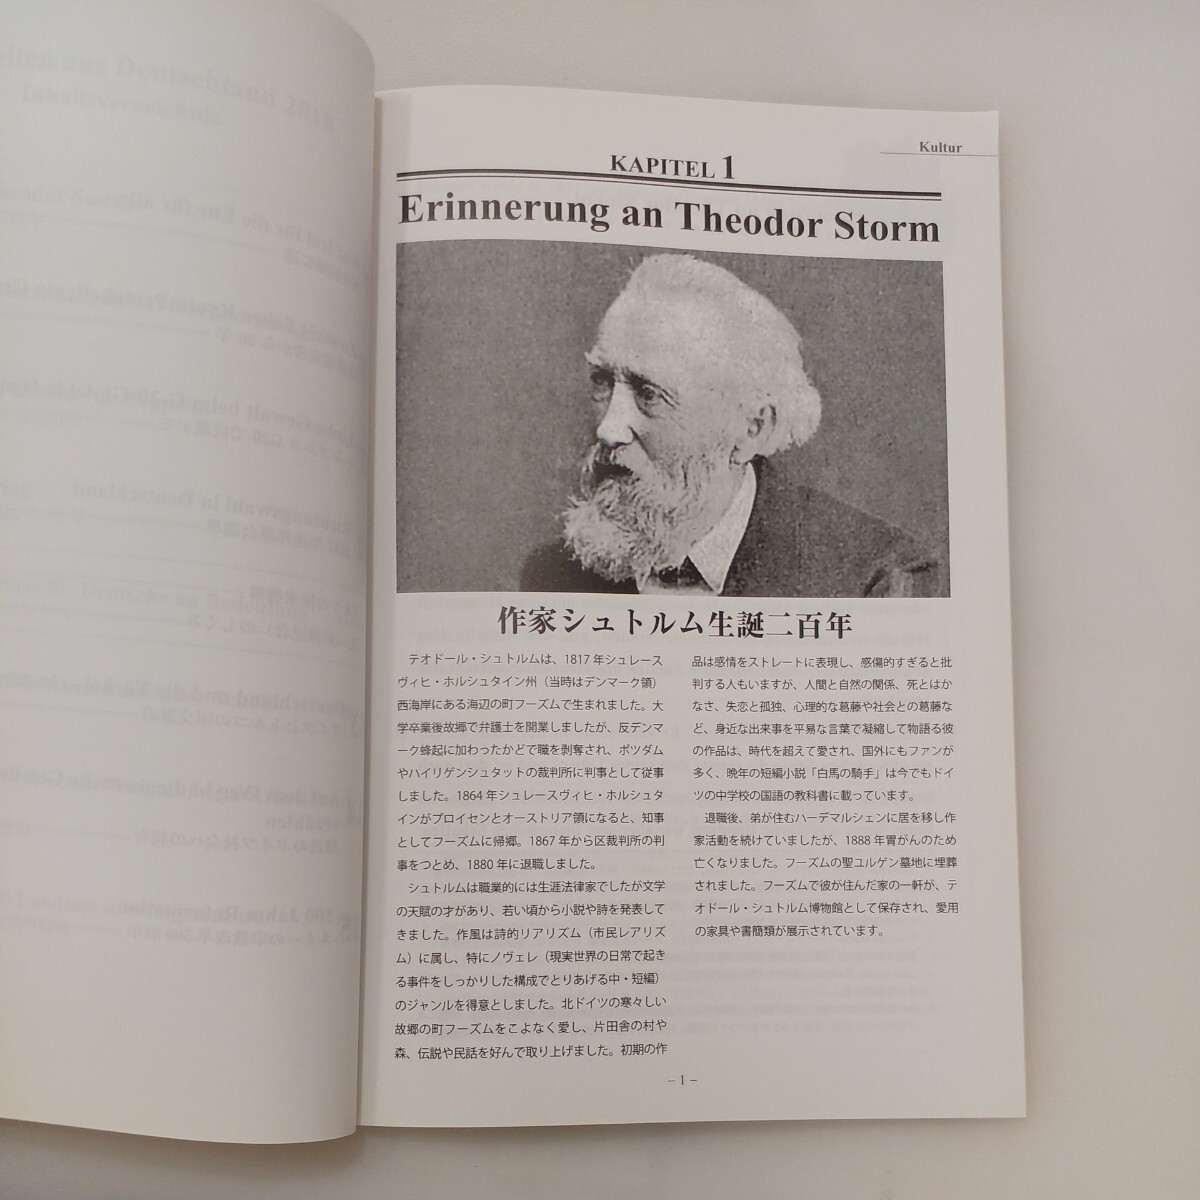 Kultur
KAPITEL 1
Erinnerung an Theodor Storm
作家シュトルム生誕二百年
テオドール・シュトルムは、1817年シュレース
ヴィヒ・ホルシュタイン州（当時はデンマーク領）
西海岸にある海辺の町フーズムで生まれました。大
学卒業後故郷で弁護士を開業しましたが、反デンマ
ーク蜂起に加わったかどで職を剥奪され、ポツダム
やハイリゲンシュタットの裁判所に判事として従事
しました。1864年シュレースヴィヒ・ホルシュタ
インがプロイセンとオーストリア領になると、知事
としてフーズムに帰郷。1867年から区裁判所の判
事をつとめ、1880年に退職しました。
シュトルムは職業的には生涯法律家でしたが文学
の天賦の才があり、若い頃から小説や詩を発表して
きました。作風は詩的リアリズム（市民レアリズ
ム）に属し、特にノヴェレ（現実世界の日常で起き
る事件をしっかりした構成でとりあげる中・短編）
のジャンルを得意としました。北ドイツの寒々しい
故郷の町フーズムをこよなく愛し、片田舎の村や
森、伝説や民話を好んで取り上げました。初期の作
品は感情をストレートに表現し、感傷的すぎると批
判する人もいますが、人間と自然の関係、死とはか
なさ、失恋と孤独、心理的な葛藤や社会との葛藤な
ど、身近な出来事を平易な言葉で凝縮して物語る彼
の作品は、時代を超えて愛され、国外にもファンが
多く、晩年の短編小説「白馬の騎手」は今でもドイ
ツの中学校の国語の教科書に載っています。
退職後、弟が住むハーデマルシェンに居を移し作
家活動を続けていましたが、1888年胃がんのため
亡くなりました。フーズムの聖ユルゲン墓地に埋葬
されました。フーズムで彼が住んだ家の一軒が、テ
オドール・シュトルム博物館として保存され、愛用
の家具や書簡類が展示されています。
– 1 –